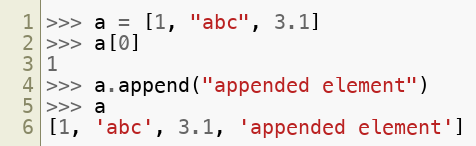 1 >>> a = [1, "abc", 3.1]
2 >>> a[0]
3 1
4 >>> a.append("appended element")
5 >>> a
6 [1, 'abc', 3.1, 'appended element']